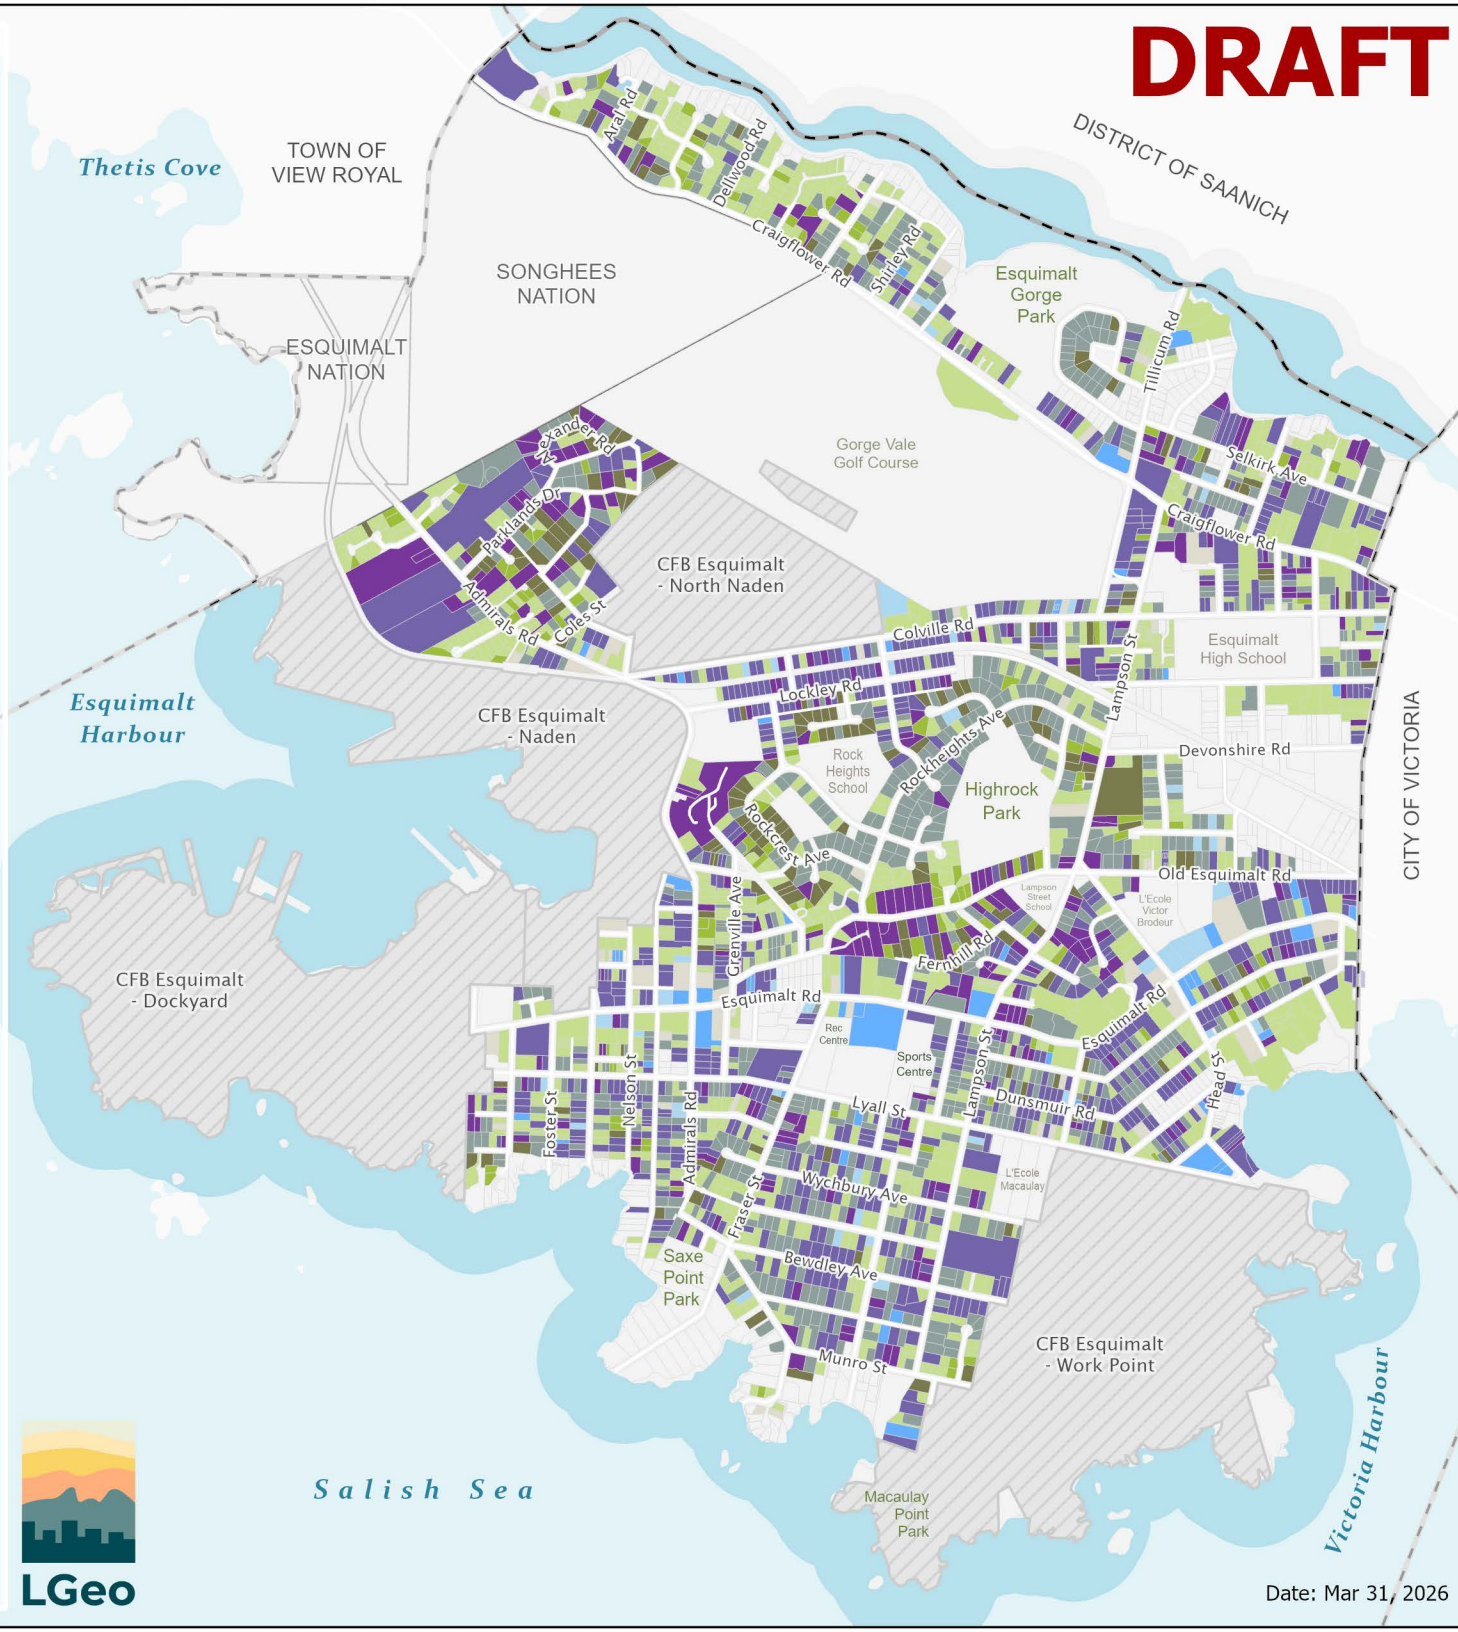 DRAFT
DISTRICT OF SAANICH
Thetis Cove
TOWN OF
VIEW ROYAL
Aral Rd
Dellwood Rd
Craigflower Rd
Shirley Rd
SONGHEES
NATION
Esquimalt
Gorge
Park
Tillicum Rd
ESQUIMALT
NATION
Alexander Rd
Gorge Vale
Golf Course
Selkirk Ave
Parklands Dr
Craigflower Rd
CFB Esquimalt
- North Naden
Admirals Rd
Coles St
Colville Rd
Esquimalt
High School
Lampson St
Esquimalt
Harbour
CFB Esquimalt
- Naden
Lockley Rd
Rockheights Ave
Devonshire Rd
CITY OF VICTORIA
Rock
Heights
School
Highrock
Park
Rockcrest Ave
Old Esquimalt Rd
Lampson
Street
School
L'Ecole
Victor
Brodeur
Grenville Ave
Fernhill Rd
CFB Esquimalt
- Dockyard
Esquimalt Rd
Esquimalt Rd
Rec
Centre
Sports
Centre
Lampson St
Head St
Nelson St
Foster St
Admirals Rd
Lyall St
Dunsmuir Rd
L'Ecole
Macaulay
Wychbury Ave
Fraser St
Saxe
Point
Park
Bewdley Ave
Munro St
CFB Esquimalt
- Work Point
Victoria Harbour
Salish Sea
Macaulay
Point
Park
LGeo
Date: Mar 31, 2026